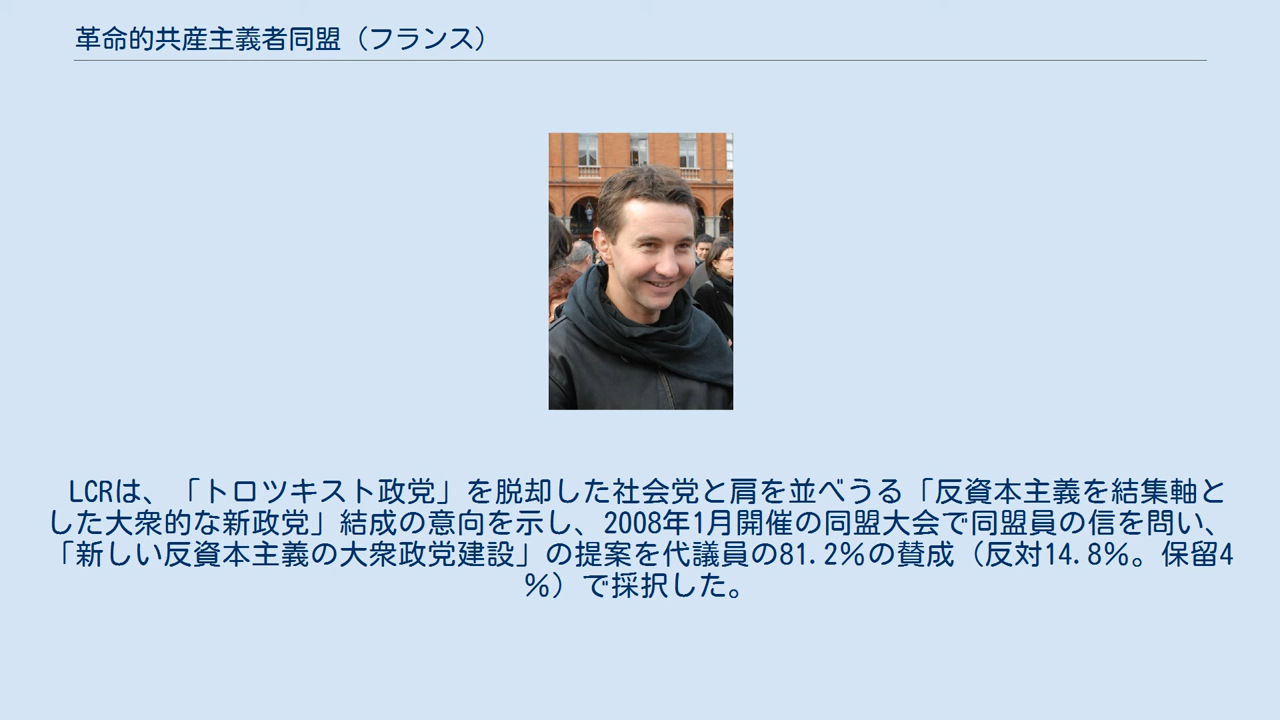 革命的共産主義者同盟（フランス）
LCRは、「トロツキスト政党」を脱却した社会党と肩を並べうる「反資本主義を結集軸と
した大衆的な新政党」結成の意向を示し、2008年1月開催の同盟大会で同盟員の信を問い、
「新しい反資本主義の大衆政党建設」の提案を代議員の81.2%の賛成（反対14.8%。保留4
%）で採択した。